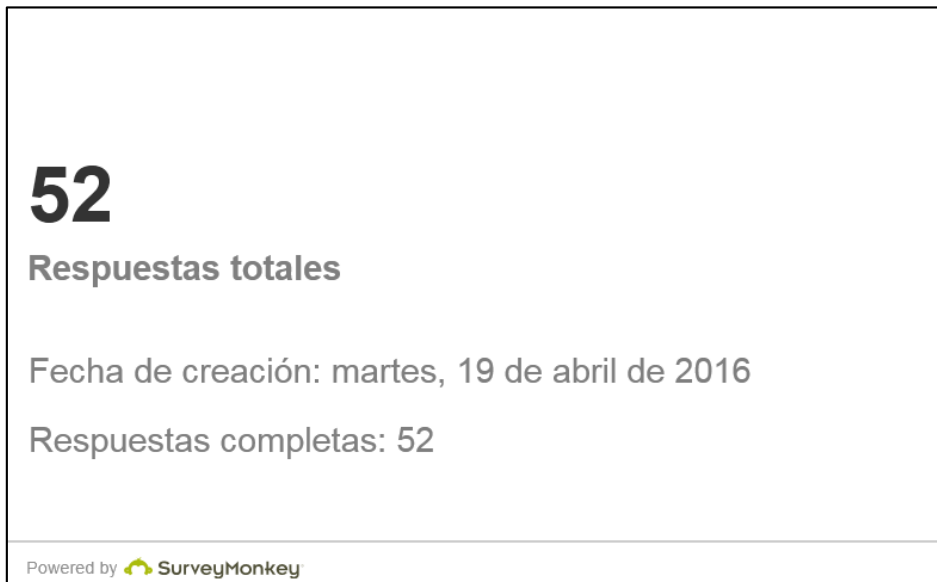 52
Respuestas totales
Fecha de creación: martes, 19 de abril de 2016
Respuestas completas: 52
Powered by SurveyMonkey